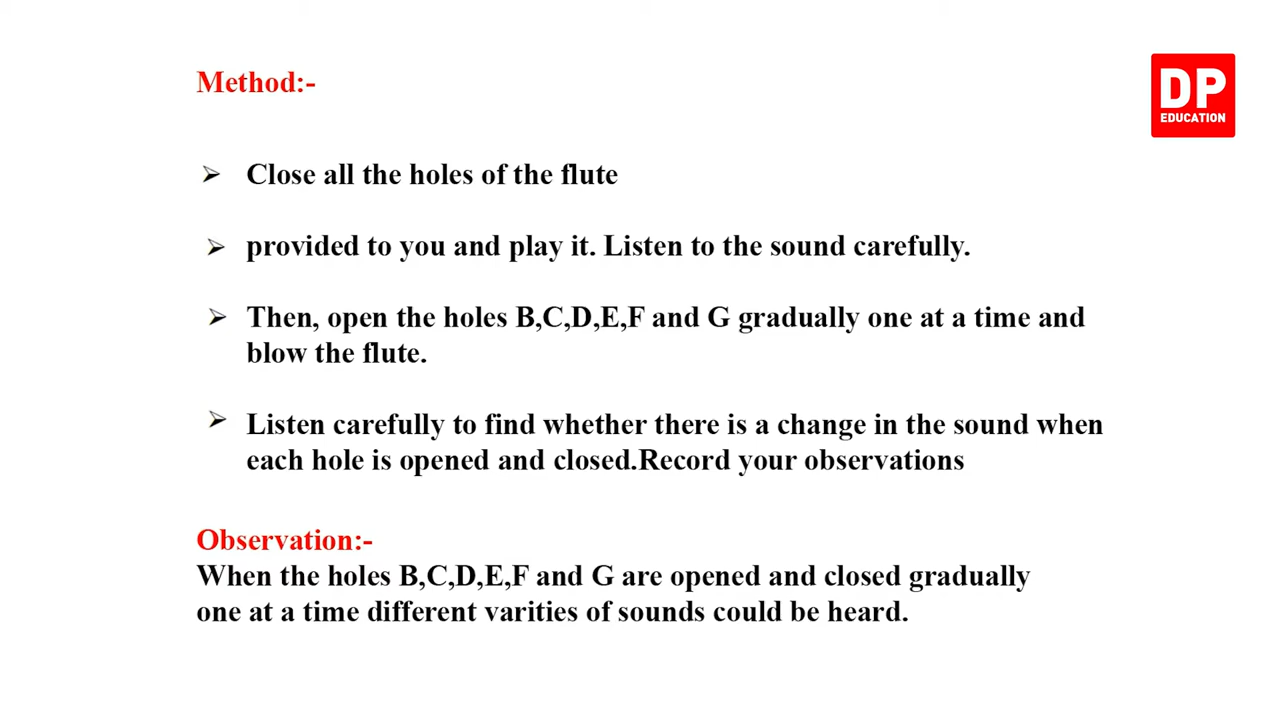 DP
EDUCATION
Method:-
➢ Close all the holes of the flute
➢ provided to you and play it. Listen to the sound carefully.
➢ Then, open the holes B,C,D,E,F and G gradually one at a time and
blow the flute.
➢ Listen carefully to find whether there is a change in the sound when
each hole is opened and closed.Record your observations
Observation:-
When the holes B,C,D,E,F and G are opened and closed gradually
one at a time different varities of sounds could be heard.